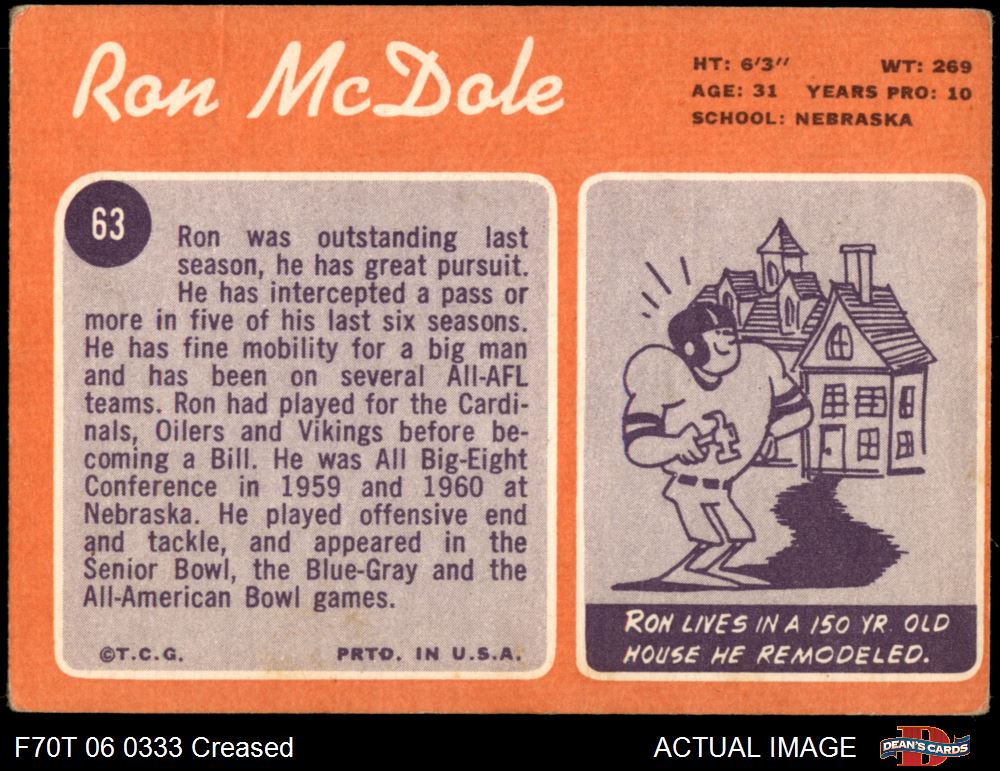 Ron McDole
HT: 6'3" WT: 269
AGE: 31 YEARS PRO: 10
SCHOOL: NEBRASKA
63
Ron was outstanding last
season, he has great pursuit.
He has intercepted a pass or
more in five of his last six seasons.
He has fine mobility for a big man
and has been on several All-AFL
teams. Ron had played for the Cardi-
nals, Oilers and Vikings before be-
coming a Bill. He was All Big-Eight
Conference in 1959 and 1960 at
Nebraska. He played offensive end
and tackle, and appeared in the
Senior Bowl, the Blue-Gray and the
All-American Bowl games.
©T.C.G. PRTD. IN U.S.A.
RON LIVES IN A 150 YR. OLD
HOUSE HE REMODELED.
F70T 06 0333 Creased
ACTUAL IMAGE
DEAN'S CARDS